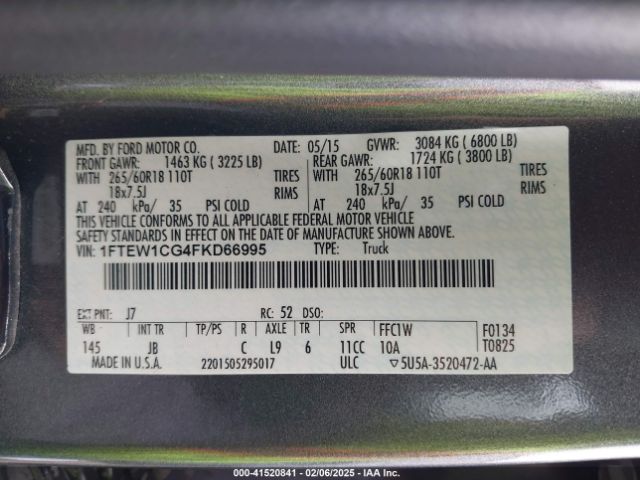 MFD. BY FORD MOTOR CO. DATE: 05/15 GVWR: 3084 KG ( 6800 LB)
FRONT GAWR: 1463 KG ( 3225 LB) REAR GAWR: 1724 KG ( 3800 LB)
WITH 265/60R18 110T TIRES WITH 265/60R18 110T TIRES
18x7.5J RIMS 18x7.5J RIMS
AT 240 kPa/ 35 PSI COLD AT 240 kPa/ 35 PSI COLD
THIS VEHICLE CONFORMS TO ALL APPLICABLE FEDERAL MOTOR VEHICLE
SAFETY STANDARDS IN EFFECT ON THE DATE OF MANUFACTURE SHOWN ABOVE.
VIN: 1FTEW1CG4FKD66995 TYPE: Truck
EXT PNT: J7 RC: 52 DSO:
WB INT TR TP/PS R AXLE TR SPR FFC1W F0134
145 JB C L9 6 11CC 10A T0825
MADE IN U.S.A. 2201505295017 ULC ▽5U5A-3520472-AA
000-41520841 - 02/06/2025 - IAA Inc.